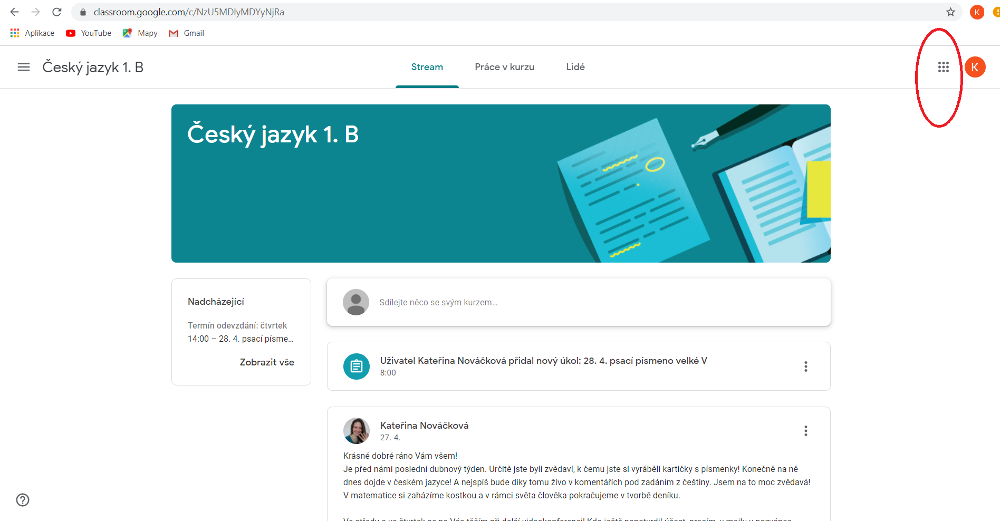 classroom.google.com/c/NzU5MDIyMDYyNjRa
K
Aplikace YouTube Mapy Gmail
Český jazyk 1. B
Stream Práce v kurzu Lidé
K
Český jazyk 1. B
Nadcházející
Termín odevzdání: čtvrtek
14:00 – 28. 4. psací písme...
Zobrazit vše
Sdílejte něco se svým kurzem...
Uživatel Kateřina Nováčková přidal nový úkol: 28. 4. psací písmeno velké V
8:00
Kateřina Nováčková
27. 4.
Krásné dobré ráno Vám všem!
Je před námi poslední dubnový týden. Určitě jste byli zvědaví, k čemu jste si vyráběli kartičky s písmenky! Konečně na ně
dnes dojde v českém jazyce! A nejspíš bude díky tomu živo v komentářích pod zadáním z češtiny. Jsem na to moc zvědavá!
V matematice si zaházíme kostkou a v rámci světa člověka pokračujeme v tvorbě deníku.